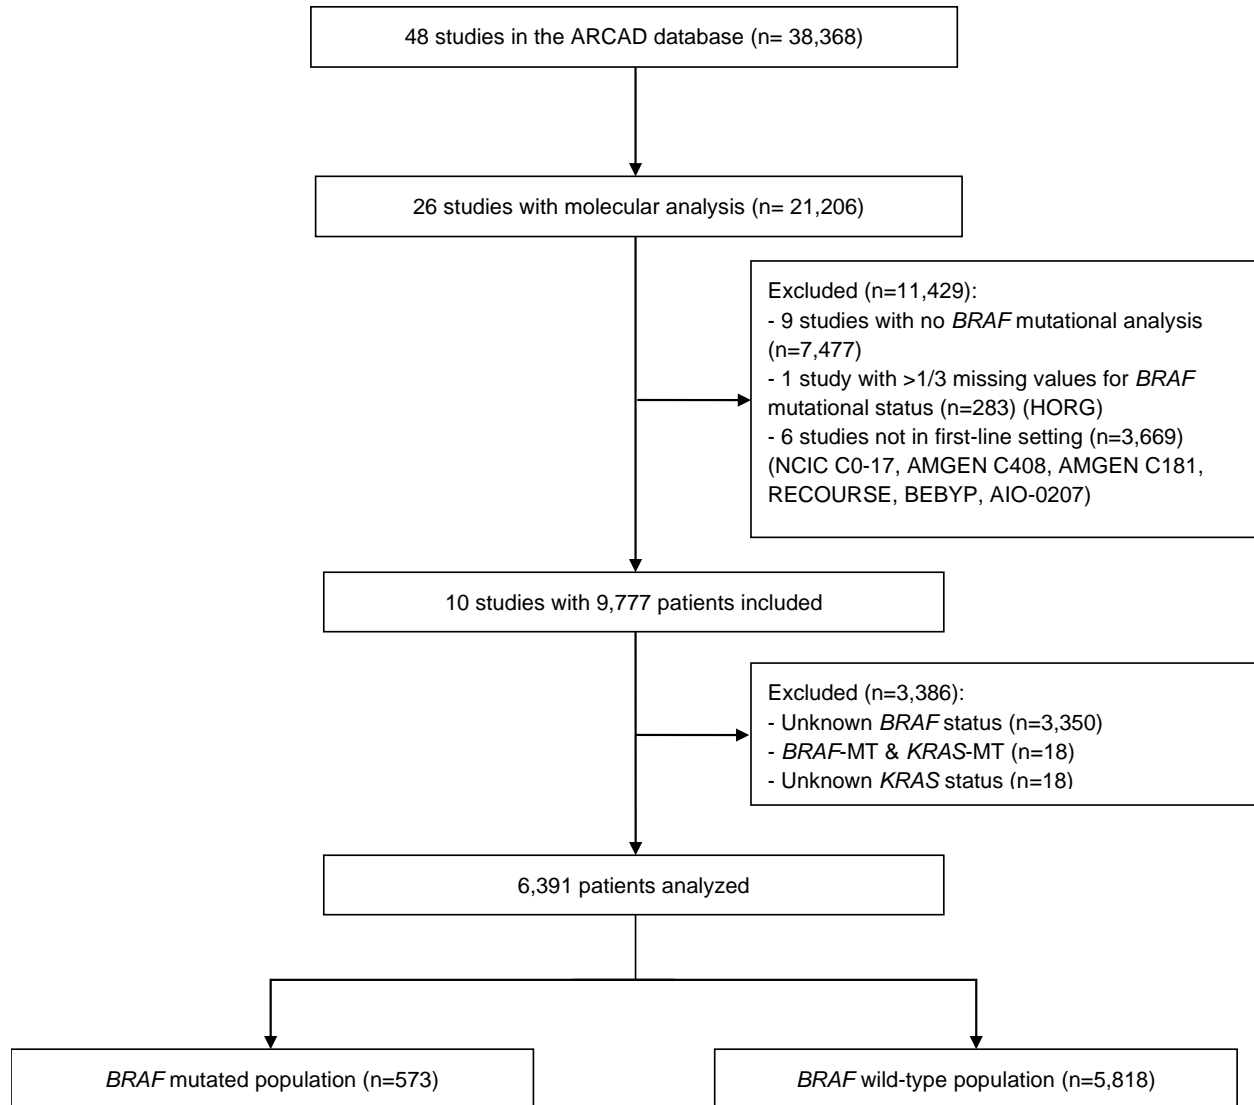 48 studies in the ARCAD database (n= 38,368)
26 studies with molecular analysis (n= 21,206)
Excluded (n=11,429):
- 9 studies with no BRAF mutational analysis
(n=7,477)
- 1 study with >1/3 missing values for BRAF
mutational status (n=283) (HORG)
- 6 studies not in first-line setting (n=3,669)
(NCIC C0-17, AMGEN C408, AMGEN C181,
RECOURSE, BEBYP, AIO-0207)
10 studies with 9,777 patients included
Excluded (n=3,386):
- Unknown BRAF status (n=3,350)
- BRAF-MT & KRAS-MT (n=18)
- Unknown KRAS status (n=18)
6,391 patients analyzed
BRAF mutated population (n=573)
BRAF wild-type population (n=5,818)